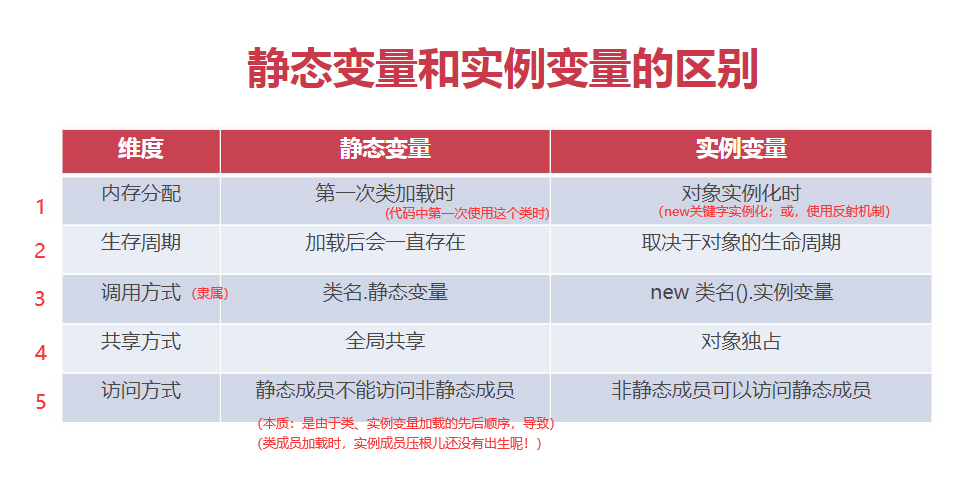 静态变量和实例变量的区别
维度 静态变量 实例变量
1 内存分配 第一次类加载时 对象实例化时
(代码中第一次使用这个类时) （new关键字实例化；或，使用反射机制）
2 生存周期 加载后会一直存在 取决于对象的生命周期
3 调用方式（隶属） 类名.静态变量 new 类名().实例变量
4 共享方式 全局共享 对象独占
5 访问方式 静态成员不能访问非静态成员 非静态成员可以访问静态成员
（本质：是由于类、实例变量加载的先后顺序，导致）
（类成员加载时，实例成员压根儿还没有出生呢！）